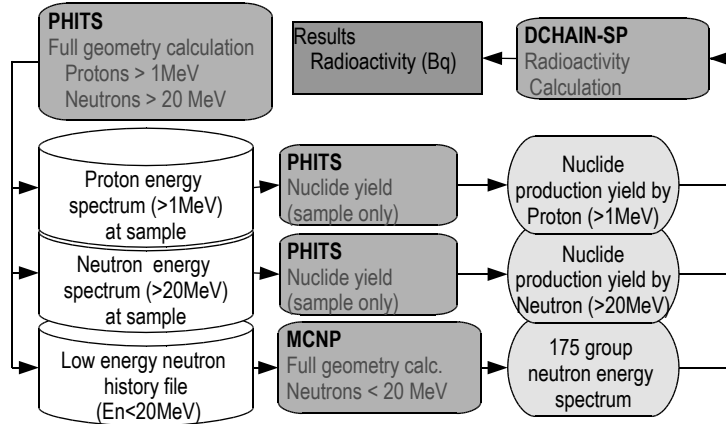 PHITS
Full geometry calculation
Protons > 1MeV
Neutrons > 20 MeV
Results
Radioactivity (Bq)
DCHAIN-SP
Radioactivity
Calculation
Proton energy
spectrum (>1MeV)
at sample
PHITS
Nuclide yield
(sample only)
Nuclide
production yield by
Proton (>1MeV)
Neutron energy
spectrum (>20MeV)
at sample
PHITS
Nuclide yield
(sample only)
Nuclide
production yield by
Neutron (>20MeV)
Low energy neutron
history file
(En<20MeV)
MCNP
Full geometry calc.
Neutrons < 20 MeV
175 group
neutron energy
spectrum